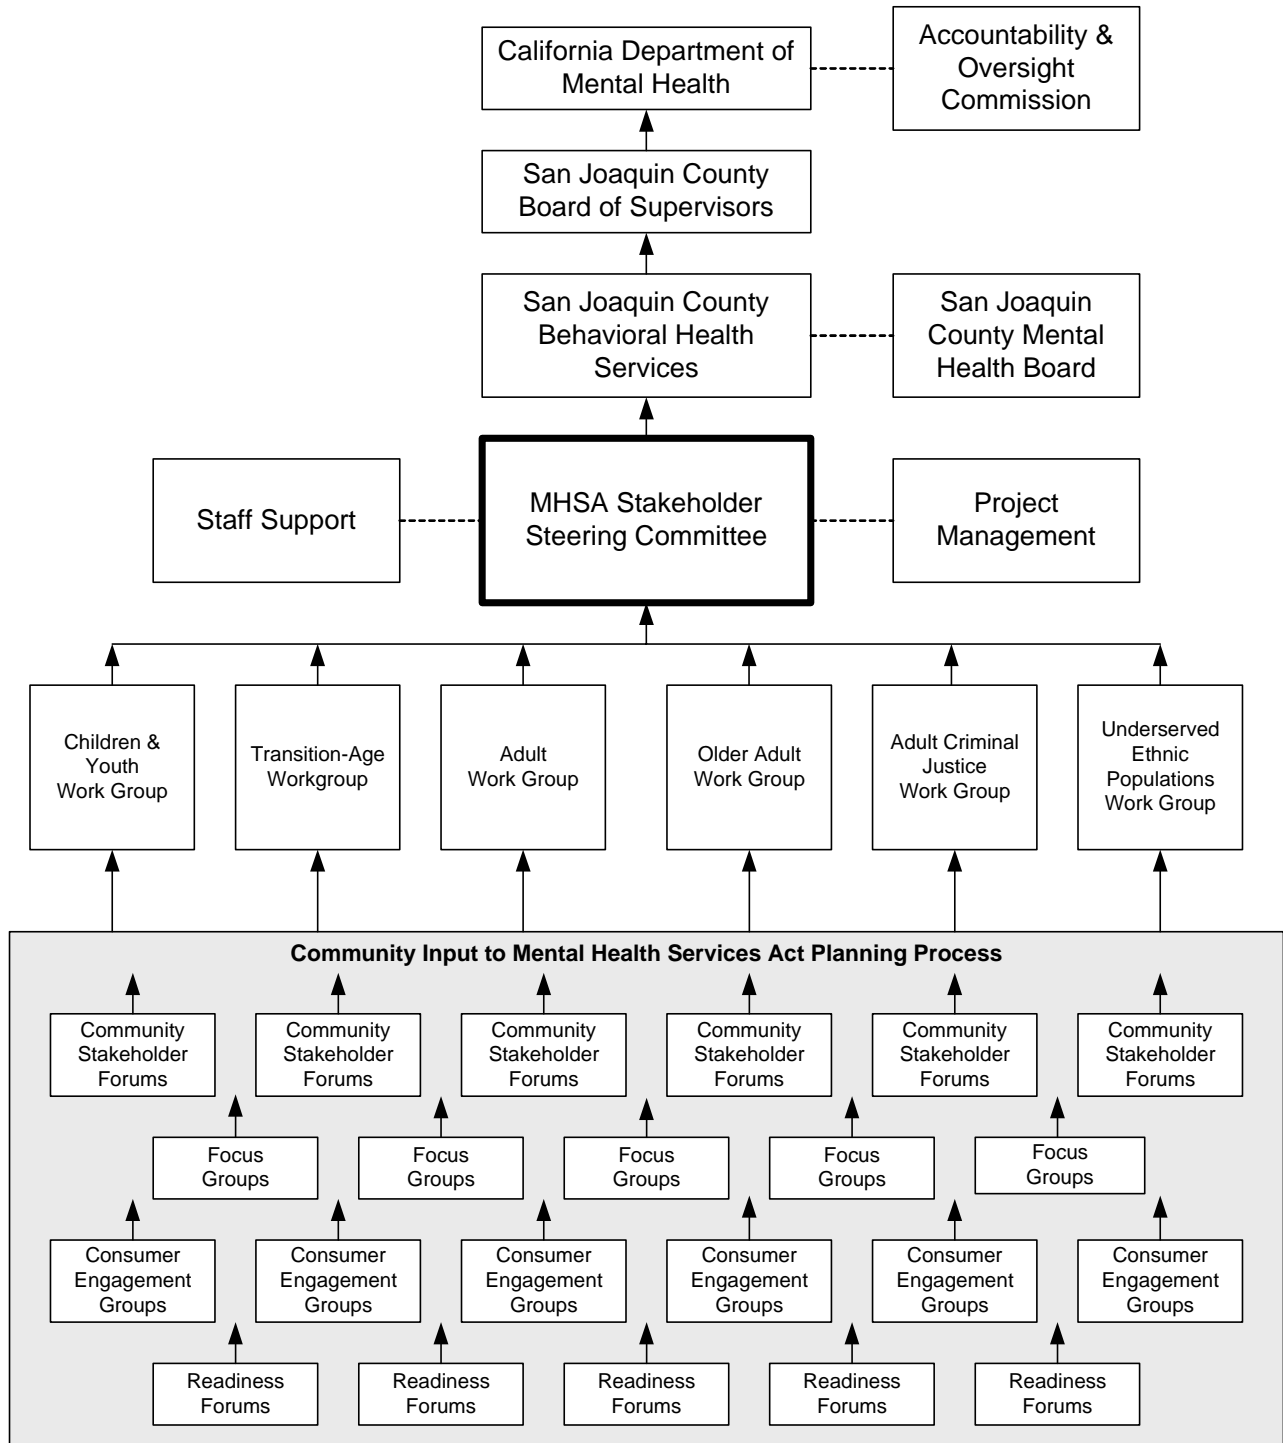 California Department of
Mental Health
Accountability &
Oversight
Commission
San Joaquin County
Board of Supervisors
San Joaquin County
Behavioral Health
Services
San Joaquin
County Mental
Health Board
Staff Support
MHSA Stakeholder
Steering Committee
Project
Management
Children &
Youth
Work Group
Transition-Age
Workgroup
Adult
Work Group
Older Adult
Work Group
Adult Criminal
Justice
Work Group
Underserved
Ethnic
Populations
Work Group
Community Input to Mental Health Services Act Planning Process
Community
Stakeholder
Forums
Community
Stakeholder
Forums
Community
Stakeholder
Forums
Community
Stakeholder
Forums
Community
Stakeholder
Forums
Community
Stakeholder
Forums
Focus
Groups
Focus
Groups
Focus
Groups
Focus
Groups
Focus
Groups
Consumer
Engagement
Groups
Consumer
Engagement
Groups
Consumer
Engagement
Groups
Consumer
Engagement
Groups
Consumer
Engagement
Groups
Consumer
Engagement
Groups
Readiness
Forums
Readiness
Forums
Readiness
Forums
Readiness
Forums
Readiness
Forums